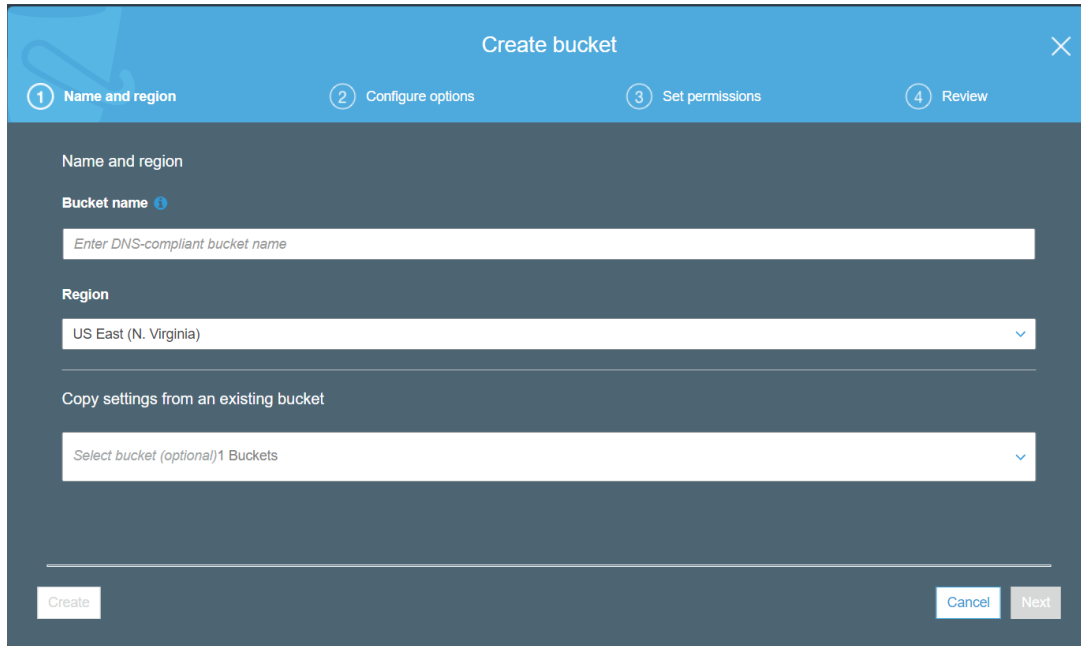 Create bucket
1 Name and region 2 Configure options 3 Set permissions 4 Review
Name and region
Bucket name
Enter DNS-compliant bucket name
Region
US East (N. Virginia)
Copy settings from an existing bucket
Select bucket (optional)1 Buckets
Create Cancel Next